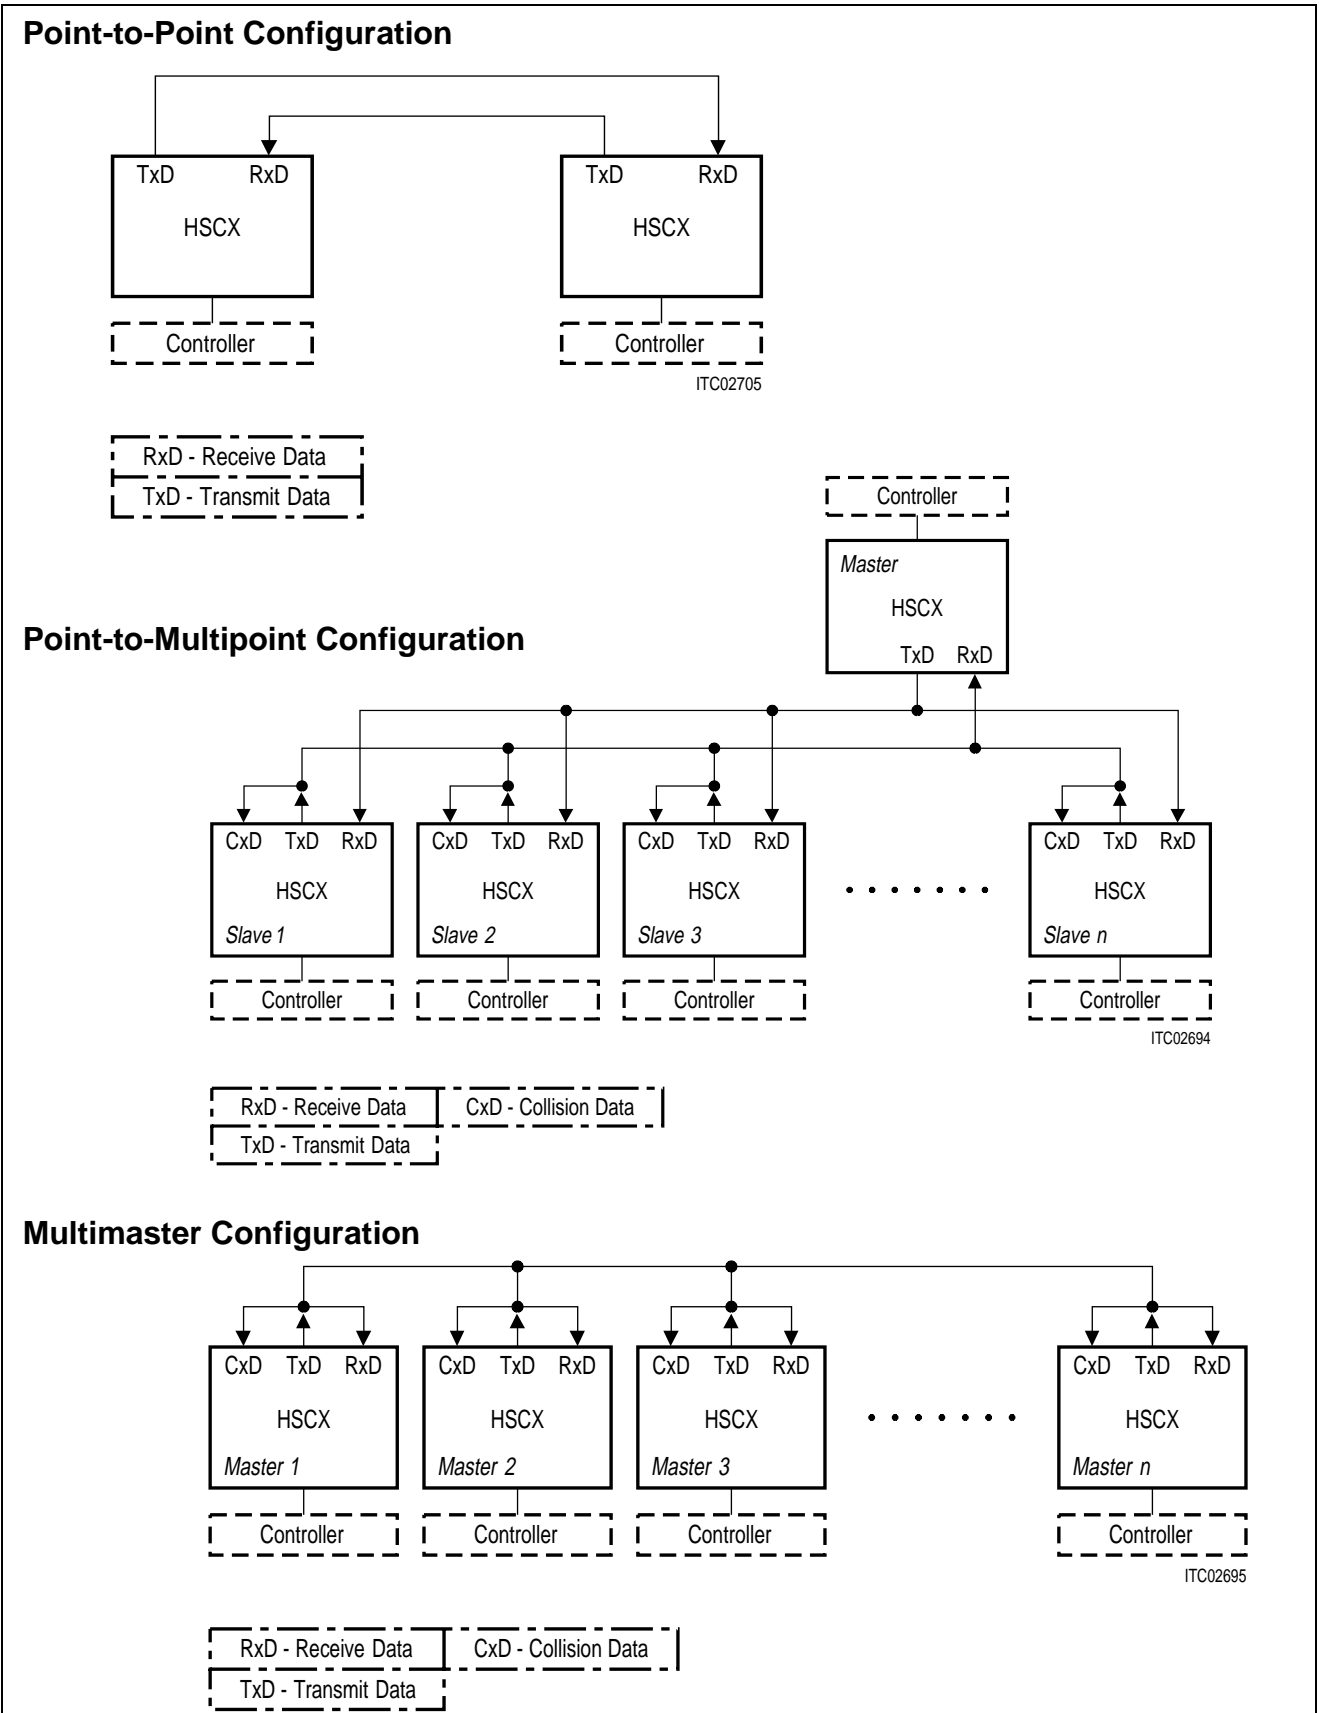 Point-to-Point Configuration
TxD RxD TxD RxD
HSCX HSCX
Controller Controller
ITC02705
RxD - Receive Data
TxD - Transmit Data
Controller
Master
HSCX
TxD RxD
Point-to-Multipoint Configuration
CxD TxD RxD CxD TxD RxD CxD TxD RxD CxD TxD RxD
HSCX HSCX HSCX . . . . . . . HSCX
Slave 1 Slave 2 Slave 3 Slave n
Controller Controller Controller Controller
ITC02694
RxD - Receive Data CxD - Collision Data
TxD - Transmit Data
Multimaster Configuration
CxD TxD RxD CxD TxD RxD CxD TxD RxD CxD TxD RxD
HSCX HSCX HSCX . . . . . . . HSCX
Master 1 Master 2 Master 3 Master n
Controller Controller Controller Controller
ITC02695
RxD - Receive Data CxD - Collision Data
TxD - Transmit Data